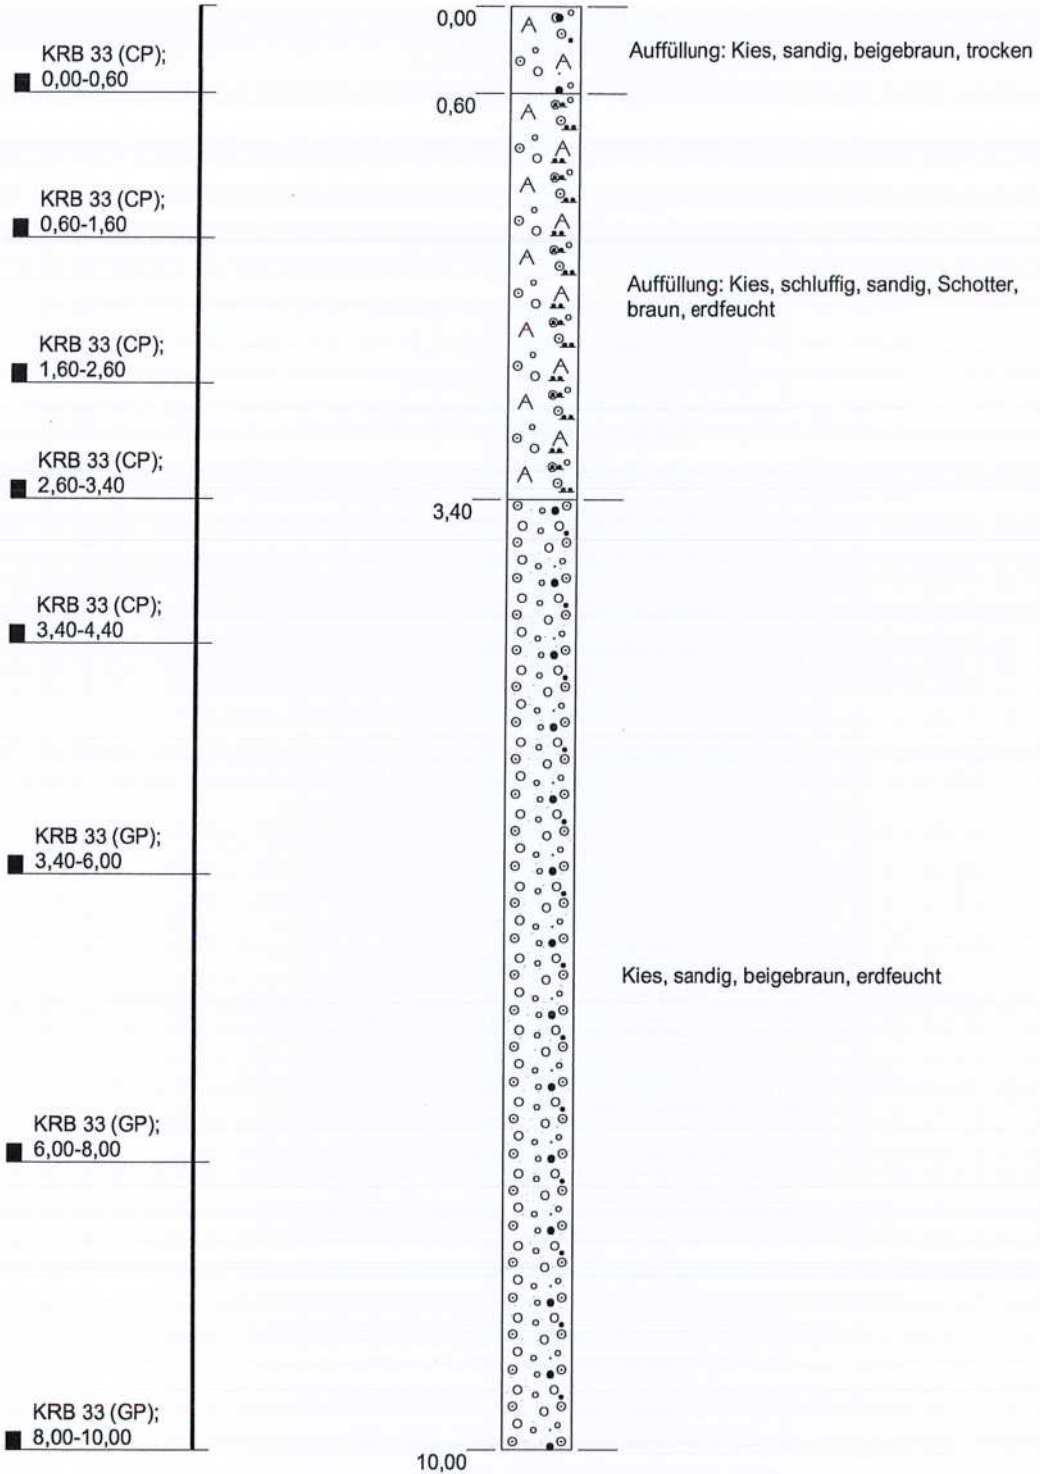 0,00
Auffüllung: Kies, sandig, beigebraun, trocken
KRB 33 (CP);
0,00-0,60
0,60
KRB 33 (CP);
0,60-1,60
Auffüllung: Kies, schluffig, sandig, Schotter,
braun, erdfeucht
KRB 33 (CP);
1,60-2,60
KRB 33 (CP);
2,60-3,40
3,40
KRB 33 (CP);
3,40-4,40
KRB 33 (GP);
3,40-6,00
Kies, sandig, beigebraun, erdfeucht
KRB 33 (GP);
6,00-8,00
KRB 33 (GP);
8,00-10,00
10,00